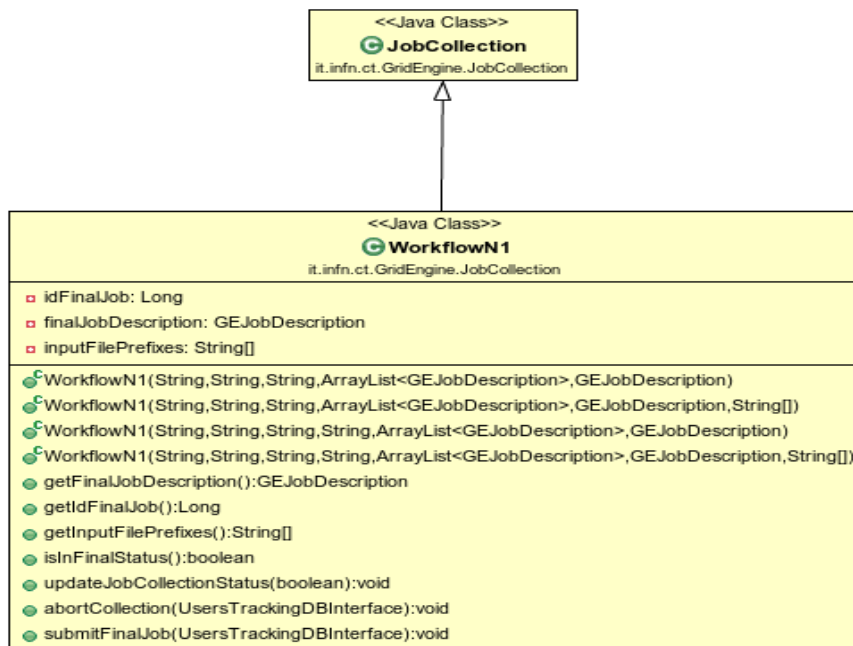 <<Java Class>>
JobCollection
it.infn.ct.GridEngine.JobCollection
<<Java Class>>
WorkflowN1
it.infn.ct.GridEngine.JobCollection
idFinalJob: Long
finalJobDescription: GEJobDescription
inputFilePrefixes: String[]
WorkflowN1(String,String,String,ArrayList<GEJobDescription>,GEJobDescription)
WorkflowN1(String,String,String,ArrayList<GEJobDescription>,GEJobDescription,String[])
WorkflowN1(String,String,String,String,ArrayList<GEJobDescription>,GEJobDescription)
WorkflowN1(String,String,String,String,ArrayList<GEJobDescription>,GEJobDescription,String[])
getFinalJobDescription():GEJobDescription
getIdFinalJob():Long
getInputFilePrefixes():String[]
isInFinalStatus():boolean
updateJobCollectionStatus(boolean):void
abortCollection(UsersTrackingDBInterface):void
submitFinalJob(UsersTrackingDBInterface):void